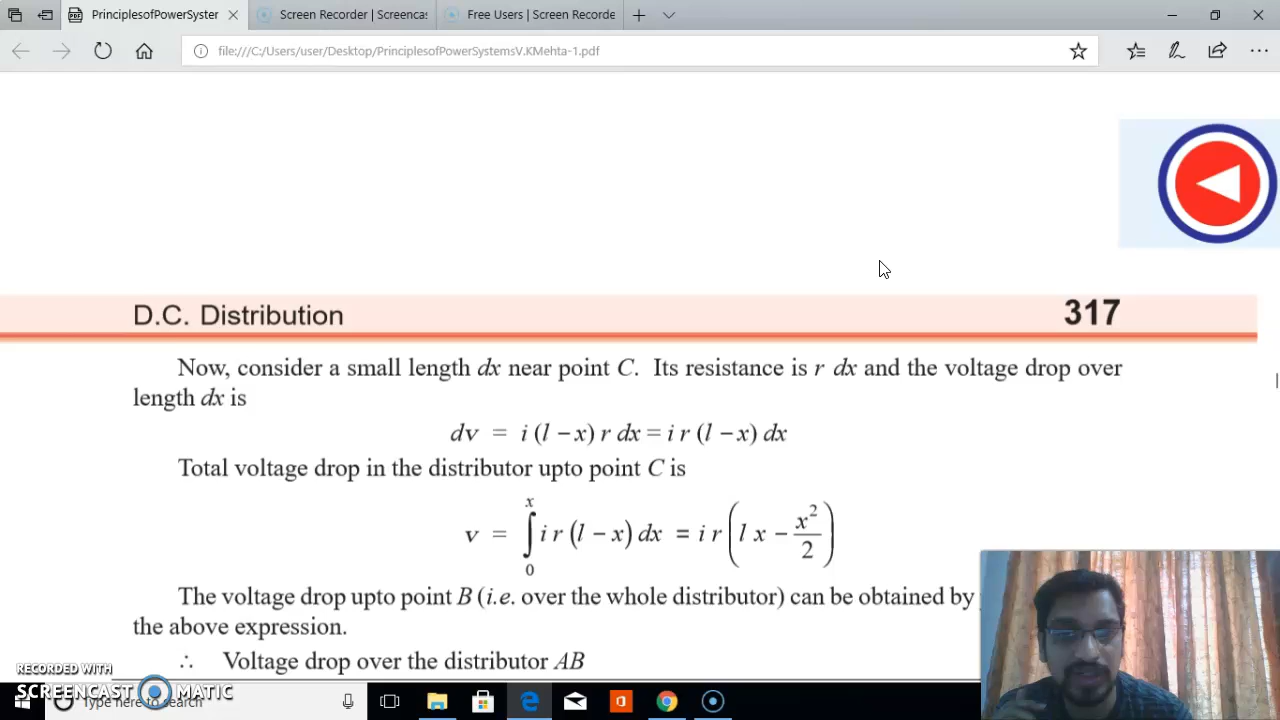 PrinciplesofPowerSyster
Screen Recorder | Screencas
Free Users | Screen Recorde
file:///C:/Users/user/Desktop/PrinciplesofPowerSystemsV.KMehta-1.pdf
D.C. Distribution 317
Now, consider a small length dx near point C. Its resistance is r dx and the voltage drop over
length dx is
dv = i (l − x) r dx = i r (l − x) dx
Total voltage drop in the distributor upto point C is
v = ∫₀ˣ i r (l − x) dx = i r (l x − x²/2)
The voltage drop upto point B (i.e. over the whole distributor) can be obtained by
the above expression.
∴ Voltage drop over the distributor AB
RECORDED WITH
SCREENCAST MATIC
Type here to search